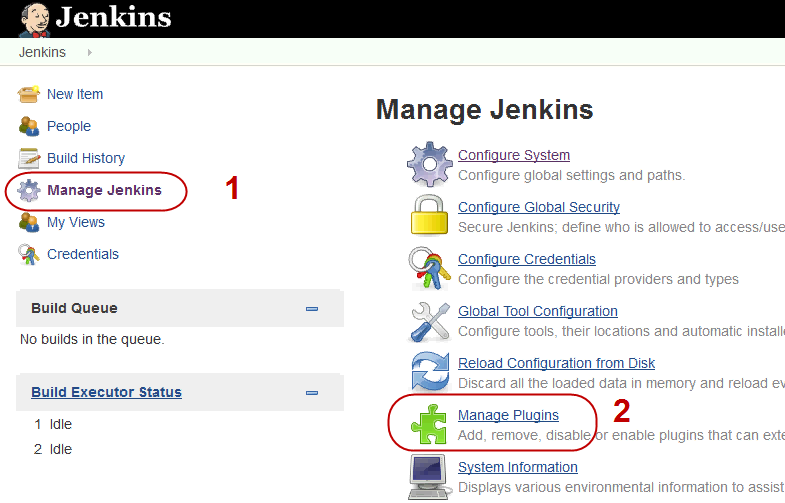 Jenkins
Jenkins
New Item
People
Build History
Manage Jenkins
1
My Views
Credentials
Build Queue
No builds in the queue.
Build Executor Status
1 Idle
2 Idle
Manage Jenkins
Configure System
Configure global settings and paths.
Configure Global Security
Secure Jenkins; define who is allowed to access/use
Configure Credentials
Configure the credential providers and types
Global Tool Configuration
Configure tools, their locations and automatic
Reload Configuration from Disk
Discard all the loaded data in memory and reload
Manage Plugins
2
Add, remove, disable or enable plugins that can
System Information
Displays various environmental information to assist